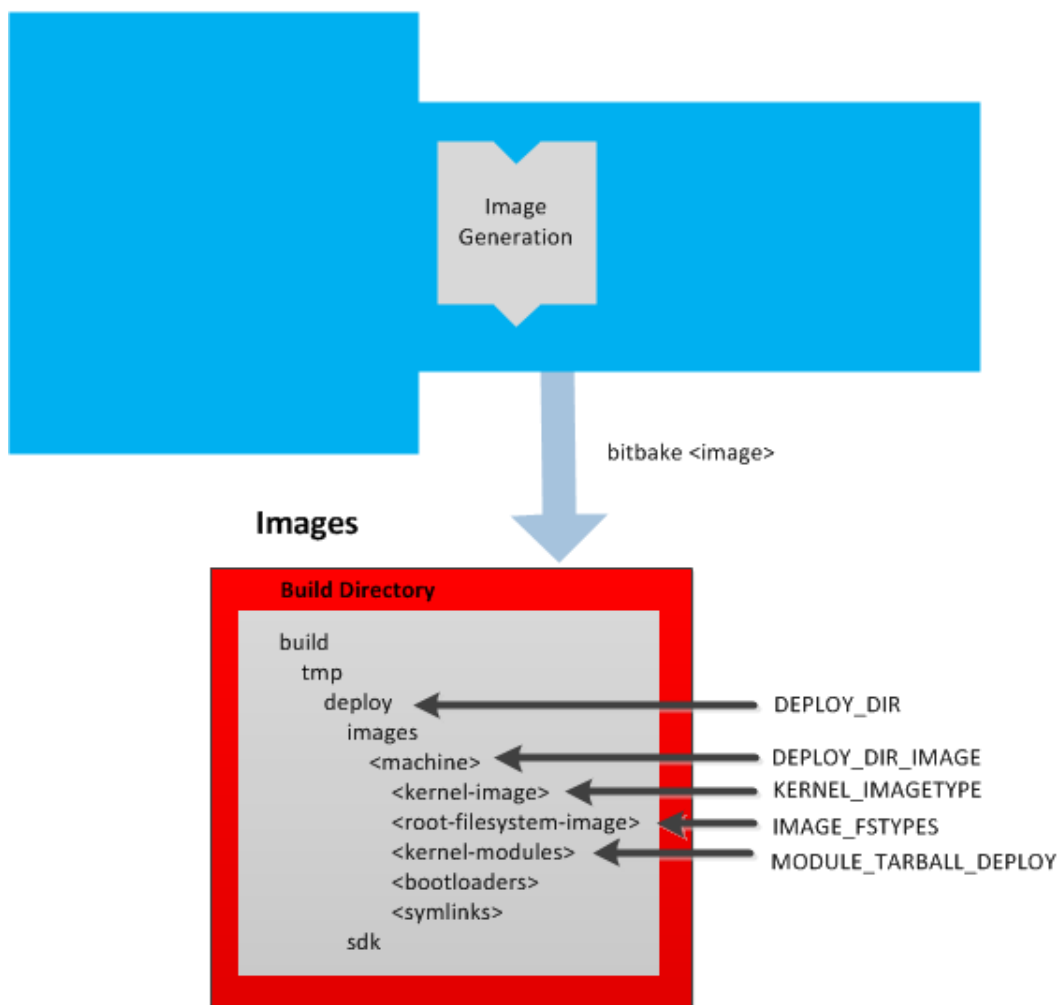 Image
Generation
bitbake <image>
Images
Build Directory
build
tmp
deploy
DEPLOY_DIR
images
<machine>
DEPLOY_DIR_IMAGE
<kernel-image>
KERNEL_IMAGETYPE
<root-filesystem-image>
IMAGE_FSTYPES
<kernel-modules>
MODULE_TARBALL_DEPLOY
<bootloaders>
<symlinks>
sdk